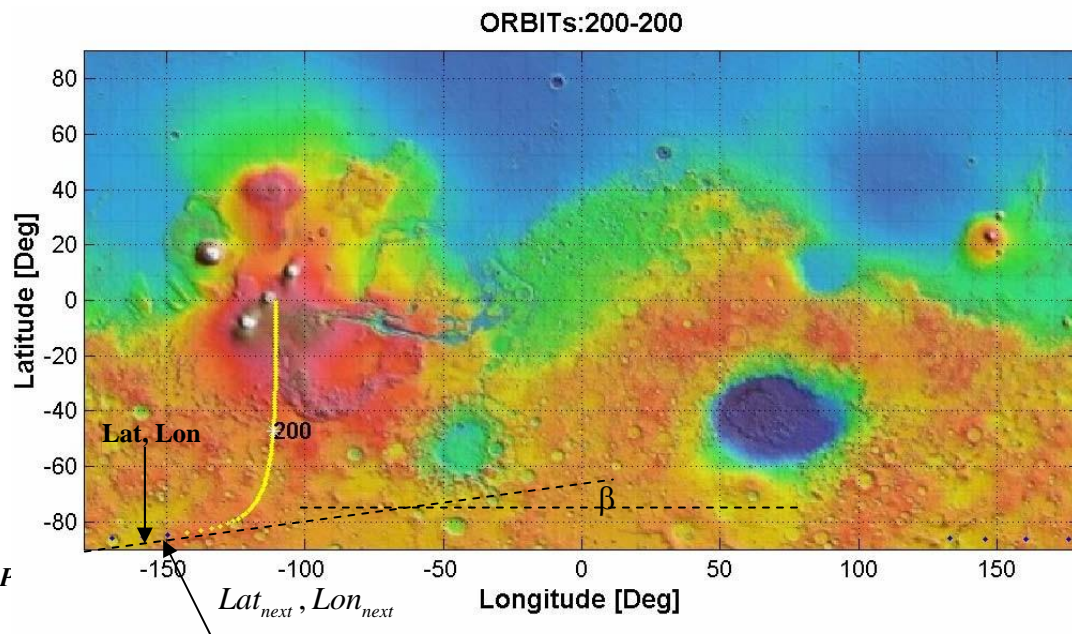 ORBITs:200-200
80
60
40
20
0
-20
-40
-60
-80
Latitude [Deg]
200
Lat, Lon
β
-150
-100
-50
0
50
100
150
P
Lat_next, Lon_next
Longitude [Deg]